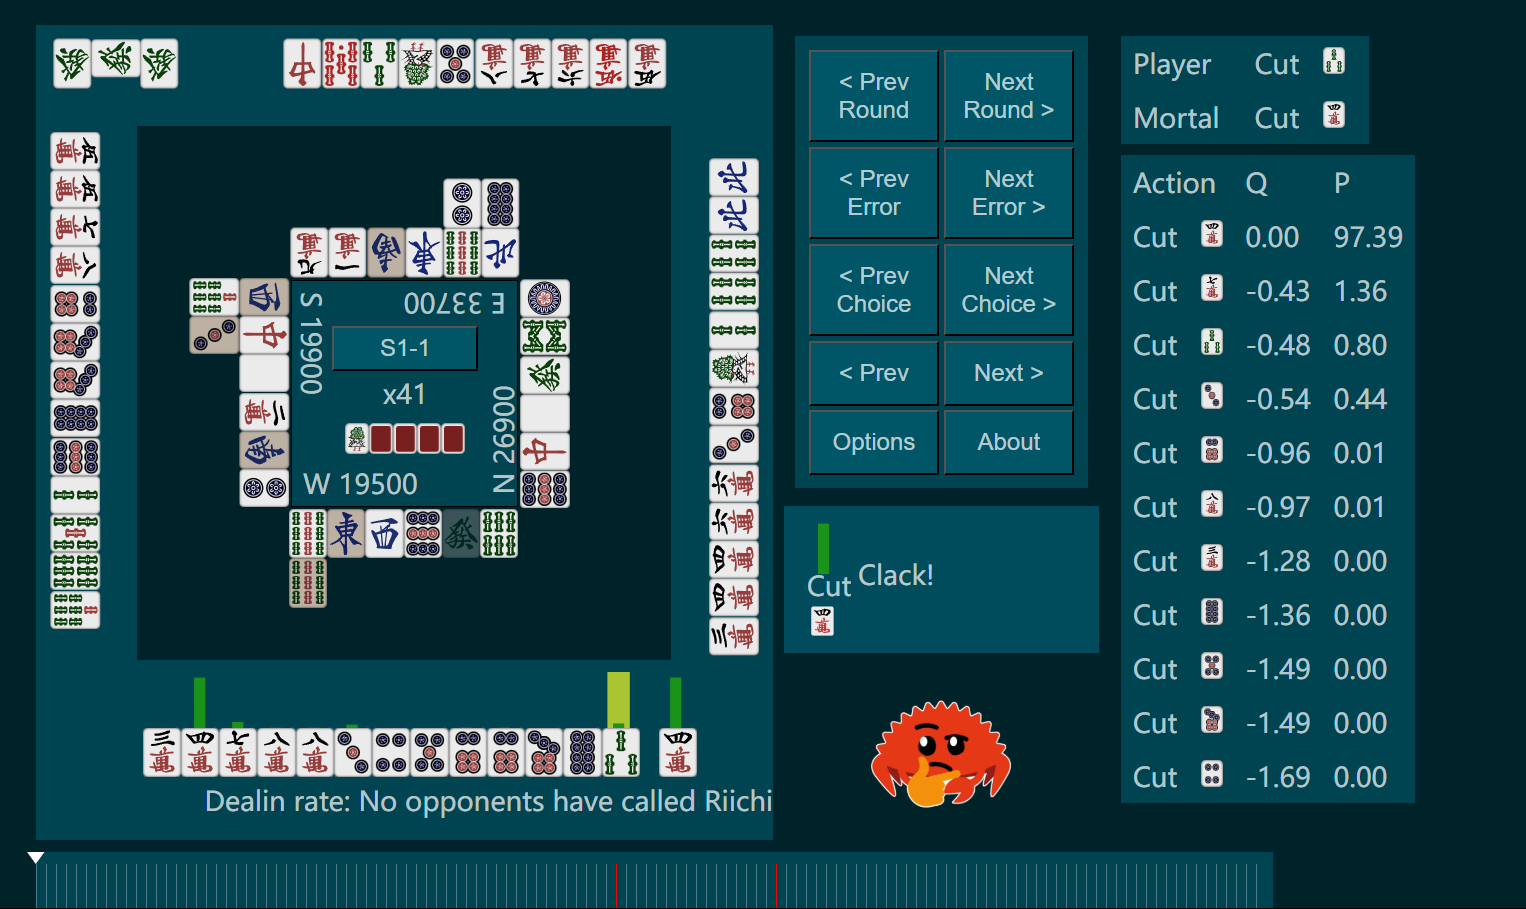 < Prev
Round
Next
Round >
< Prev
Error
Next
Error >
< Prev
Choice
Next
Choice >
< Prev
Next >
Options
About
E 33700
S 19900
S1-1
x41
N 26900
W 19500
Dealin rate: No opponents have called Riichi
Cut
Clack!
Player Cut
Mortal Cut
Action Q P
Cut 0.00 97.39
Cut -0.43 1.36
Cut -0.48 0.80
Cut -0.54 0.44
Cut -0.96 0.01
Cut -0.97 0.01
Cut -1.28 0.00
Cut -1.36 0.00
Cut -1.49 0.00
Cut -1.49 0.00
Cut -1.69 0.00